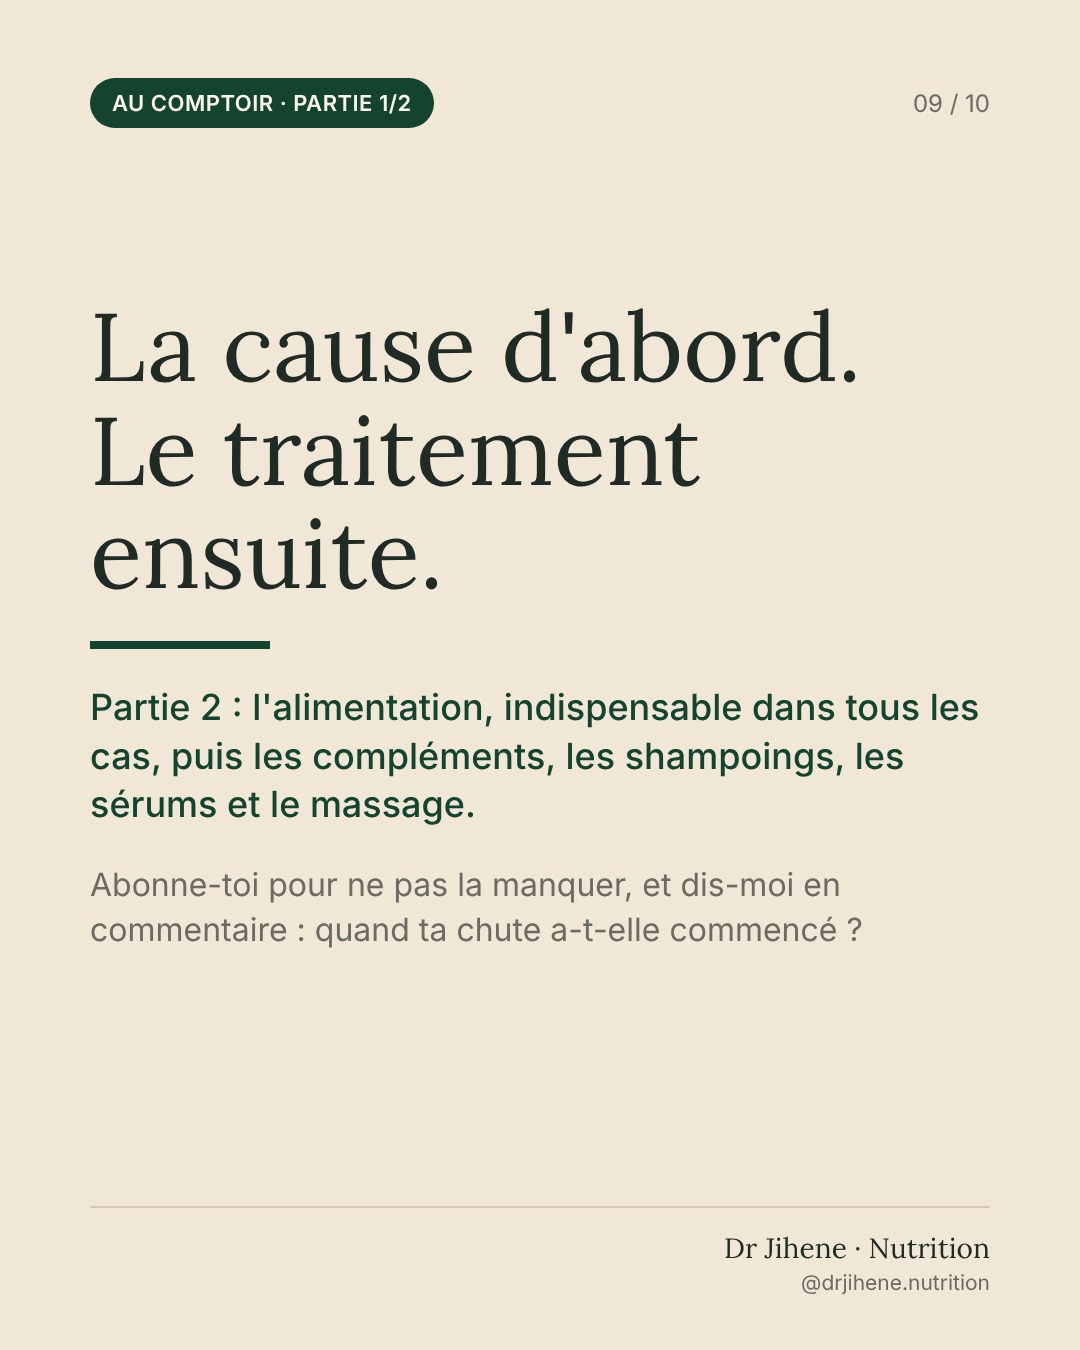 AU COMPTOIR · PARTIE 1/2
09 / 10
La cause d'abord.
Le traitement
ensuite.
Partie 2 : l'alimentation, indispensable dans tous les
cas, puis les compléments, les shampoings, les
sérums et le massage.
Abonne-toi pour ne pas la manquer, et dis-moi en
commentaire : quand ta chute a-t-elle commencé ?
Dr Jihene · Nutrition
@drjihene.nutrition